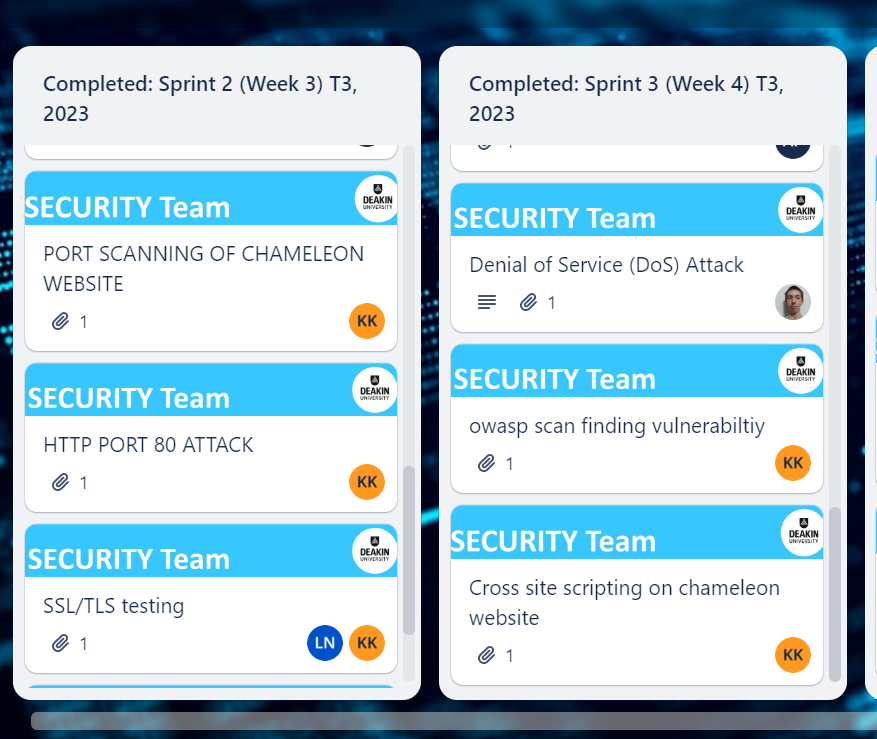 Completed: Sprint 2 (Week 3) T3,
2023
SECURITY Team
DEAKIN
UNIVERSITY
PORT SCANNING OF CHAMELEON
WEBSITE
1
KK
SECURITY Team
DEAKIN
UNIVERSITY
HTTP PORT 80 ATTACK
1
KK
SECURITY Team
DEAKIN
UNIVERSITY
SSL/TLS testing
1
LN KK
Completed: Sprint 3 (Week 4) T3,
2023
SECURITY Team
DEAKIN
UNIVERSITY
Denial of Service (DoS) Attack
1
SECURITY Team
DEAKIN
UNIVERSITY
owasp scan finding vulnerabiltiy
1
KK
SECURITY Team
DEAKIN
UNIVERSITY
Cross site scripting on chameleon
website
1
KK